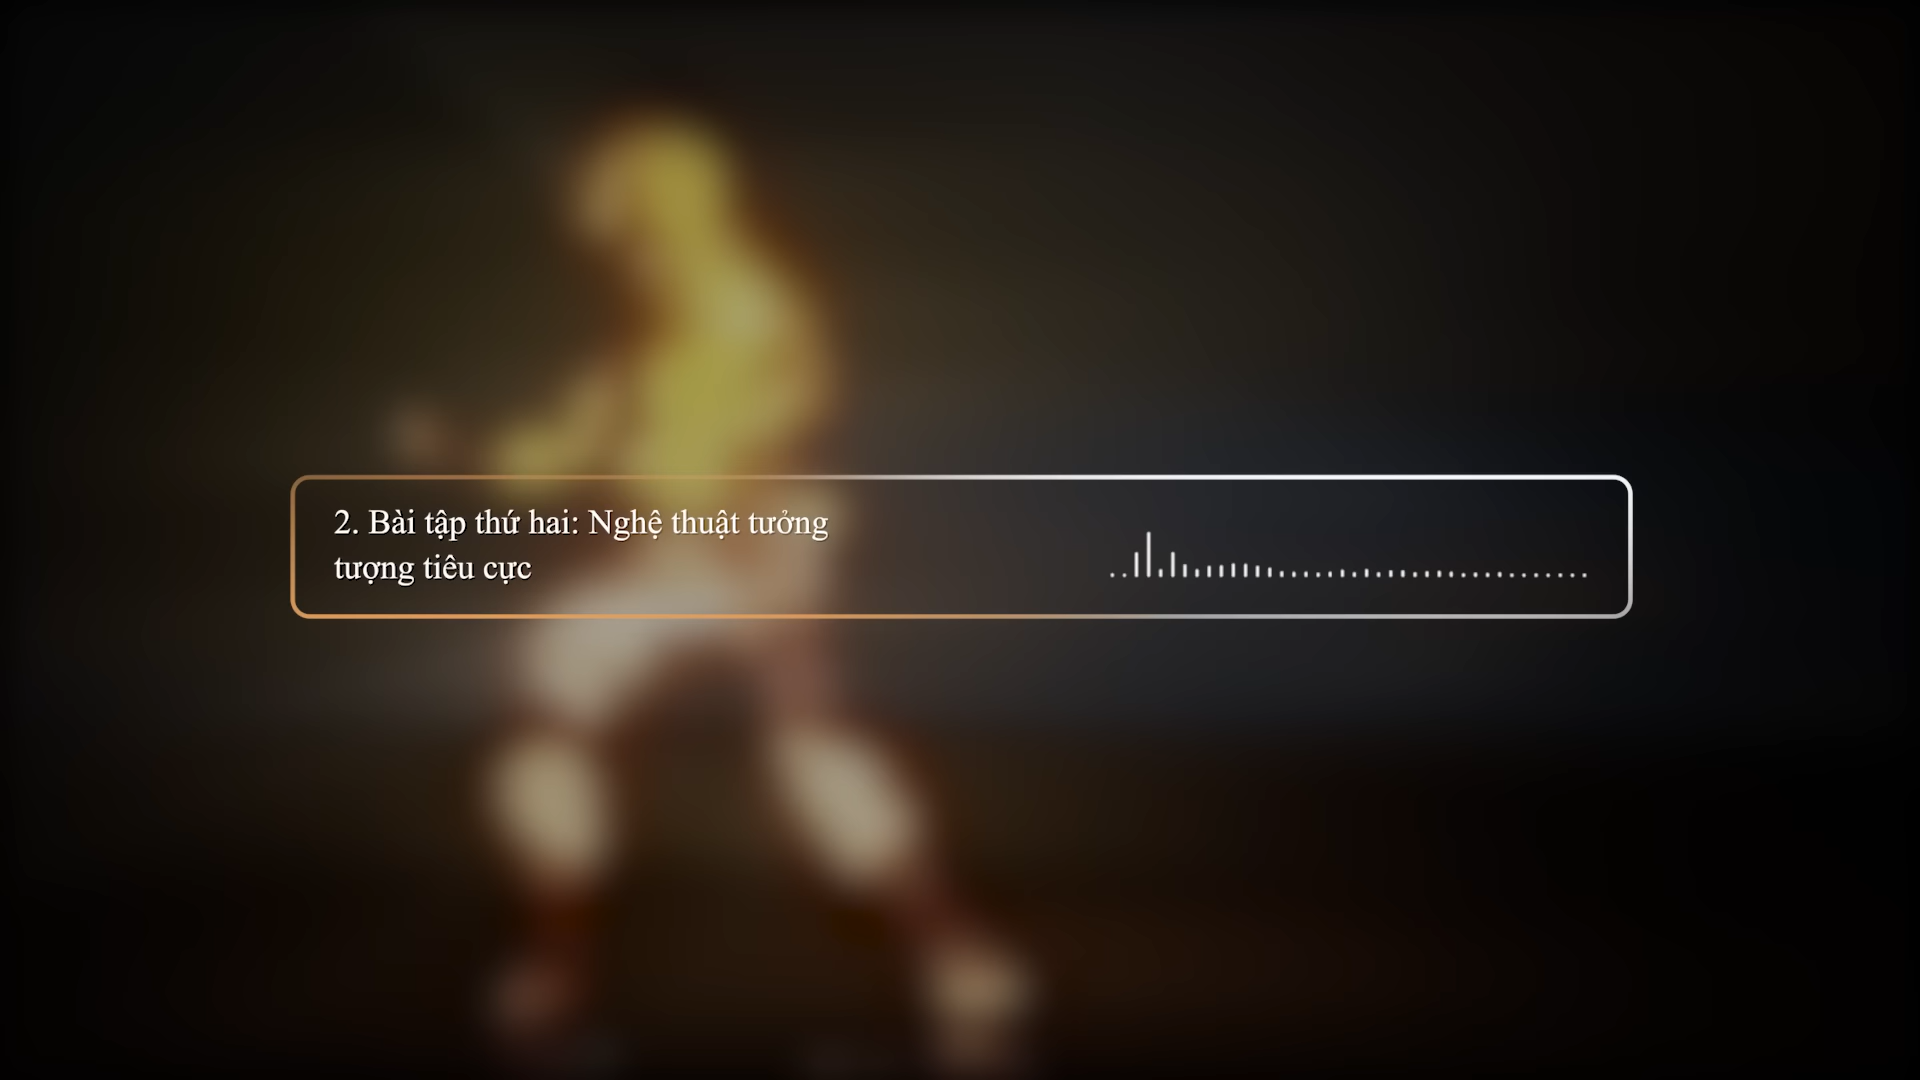 2. Bài tập thứ hai: Nghệ thuật tưởng
tượng tiêu cực